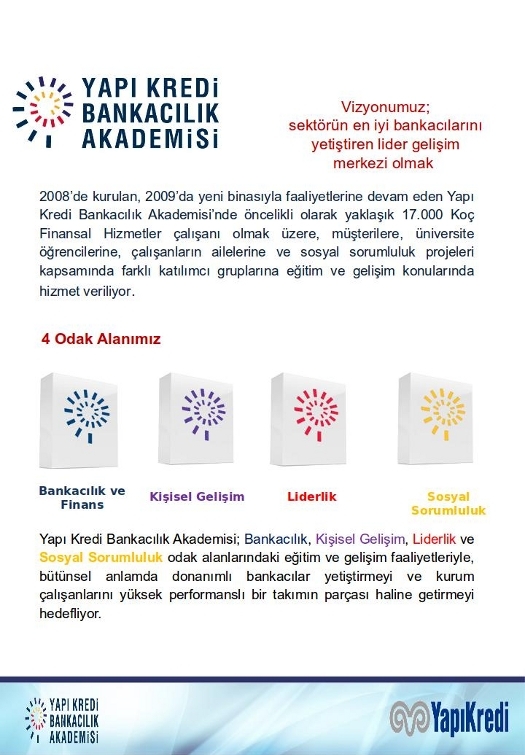 YAPI KREDi
BANKACILIK
AKADEMiSi
Vizyonumuz;
sektörün en iyi bankacılarını
yetiştiren lider gelişim
merkezi olmak
2008’de kurulan, 2009’da yeni binasıyla faaliyetlerine devam eden Yapı
Kredi Bankacılık Akademisi’nde öncelikli olarak yaklaşık 17.000 Koç
Finansal Hizmetler çalışanı olmak üzere, müşterilere, üniversite
öğrencilerine, çalışanların ailelerine ve sosyal sorumluluk projeleri
kapsamında farklı katılımcı gruplarına eğitim ve gelişim konularında
hizmet veriliyor.
4 Odak Alanımız
Bankacılık ve
Finans
Kişisel Gelişim
Liderlik
Sosyal
Sorumluluk
Yapı Kredi Bankacılık Akademisi; Bankacılık, Kişisel Gelişim, Liderlik ve
Sosyal Sorumluluk odak alanlarındaki eğitim ve gelişim faaliyetleriyle,
bütünsel anlamda donanımlı bankacılar yetiştirmeyi ve kurum
çalışanlarını yüksek performanslı bir takımın parçası haline getirmeyi
hedefliyor.
YAPI KREDi
BANKACILIK
AKADEMiSi
YapıKredi